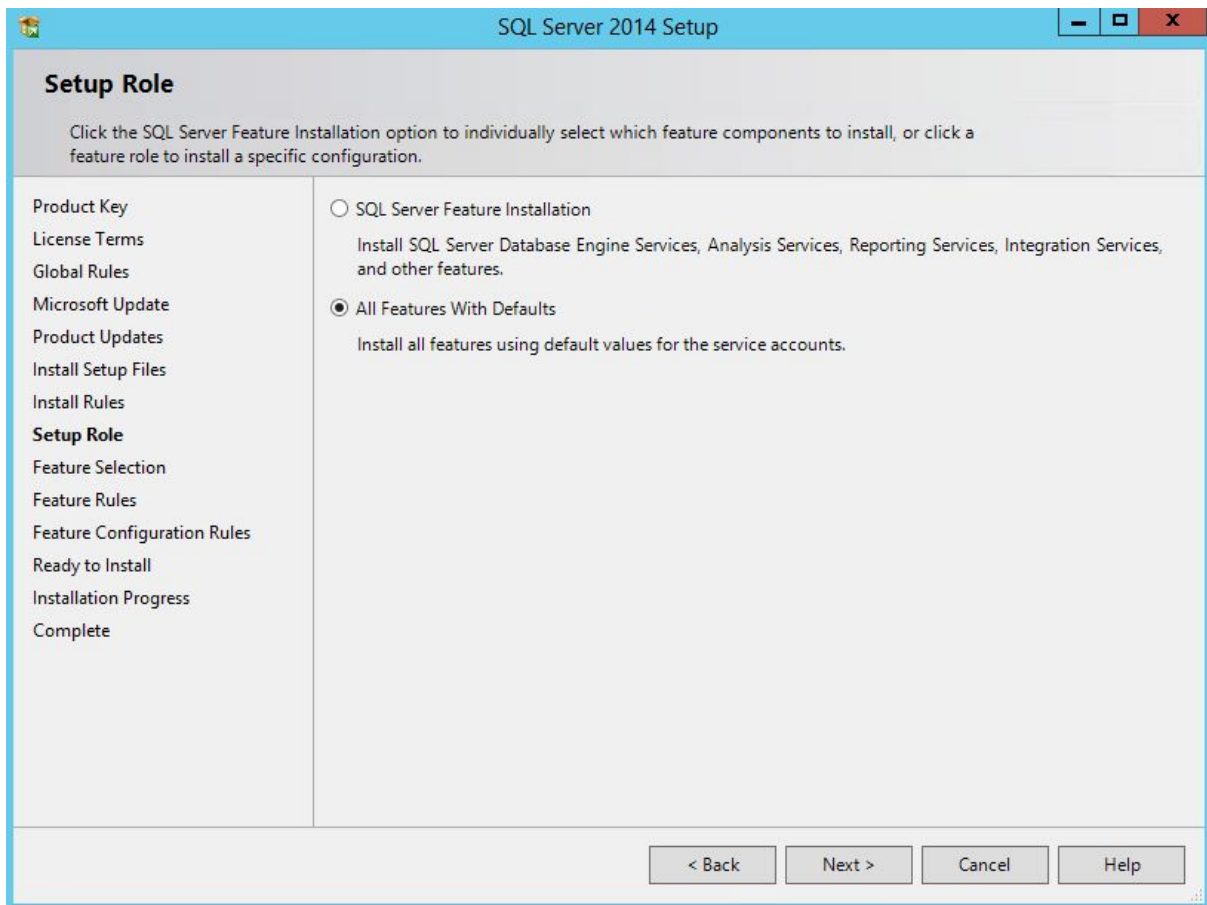 SQL Server 2014 Setup
Setup Role
Click the SQL Server Feature Installation option to individually select which feature components to install, or click a
feature role to install a specific configuration.
Product Key
License Terms
Global Rules
Microsoft Update
Product Updates
Install Setup Files
Install Rules
Setup Role
Feature Selection
Feature Rules
Feature Configuration Rules
Ready to Install
Installation Progress
Complete
SQL Server Feature Installation
Install SQL Server Database Engine Services, Analysis Services, Reporting Services, Integration Services,
and other features.
All Features With Defaults
Install all features using default values for the service accounts.
< Back
Next >
Cancel
Help